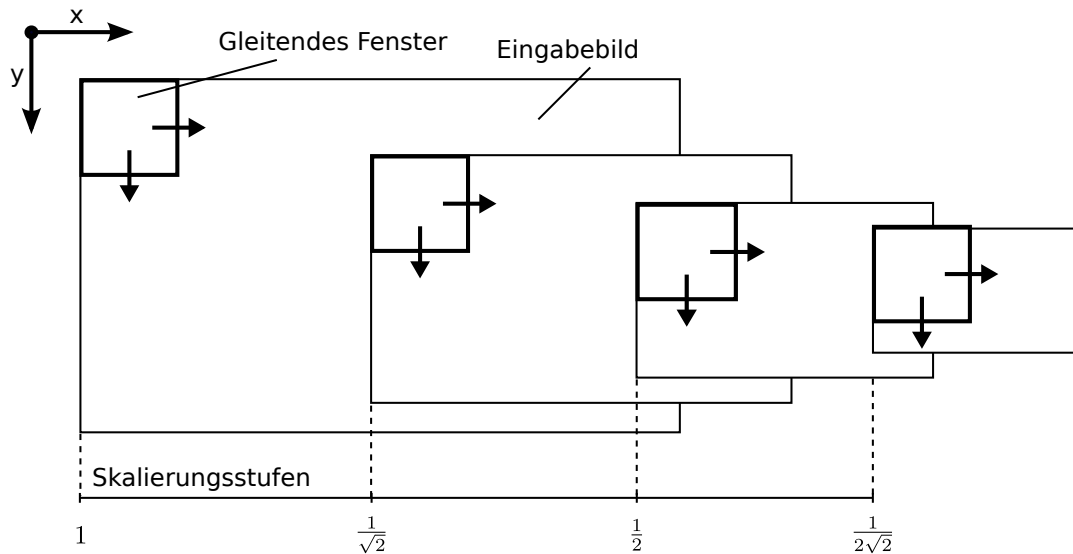 x
y
Gleitendes Fenster
Eingabebild
Skalierungsstufen
1
1/√2
1/2
1/2√2